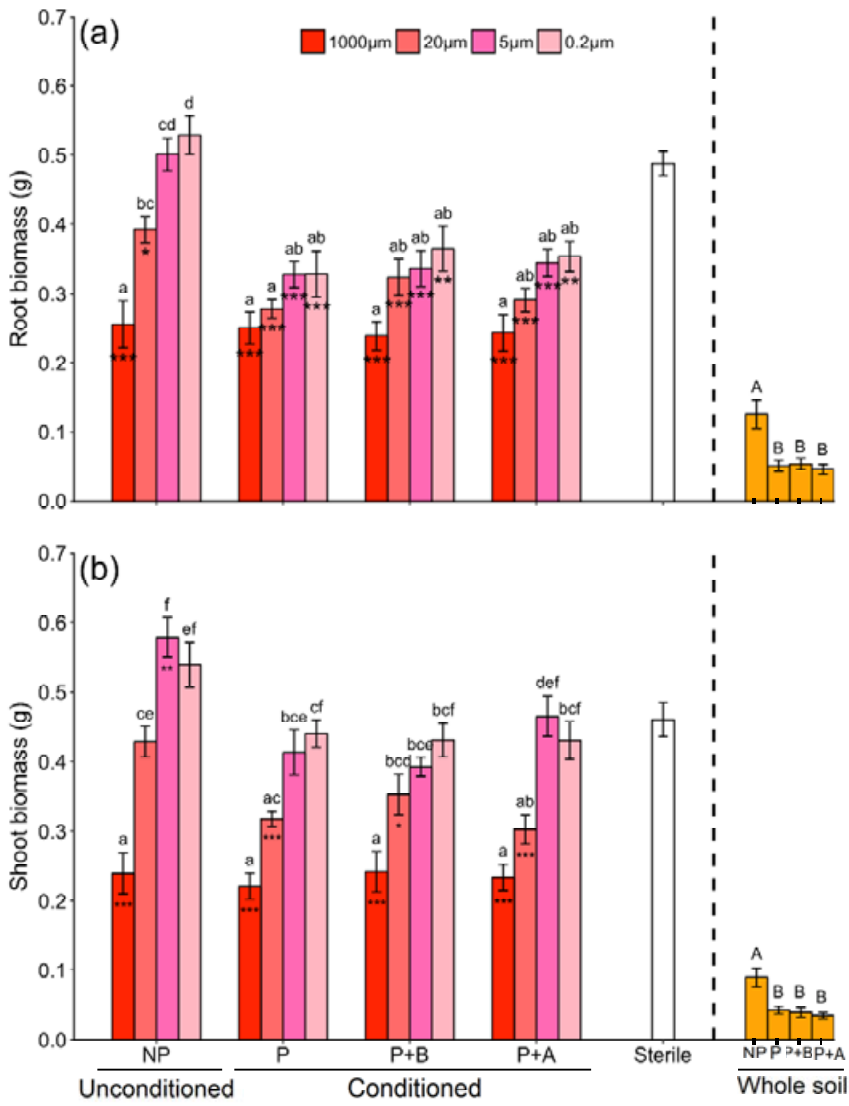 (a)
1000μm 20μm 5μm 0.2μm
Root biomass (g)
0.7
0.6
0.5
0.4
0.3
0.2
0.1
0.0
a bc cd d
* ***
a a ab ab
*** *** *** ***
a ab ab ab
*** *** *** **
a ab ab ab
*** *** *** **
A B B B
(b)
Shoot biomass (g)
0.7
0.6
0.5
0.4
0.3
0.2
0.1
0.0
a ce f ef
*** **
a ac bce cf
*** ***
a bcd bce bcf
*** *
a ab def bcf
*** ***
A B B B
NP P P+B P+A Sterile NP P P+B P+A
Unconditioned Conditioned Whole soil